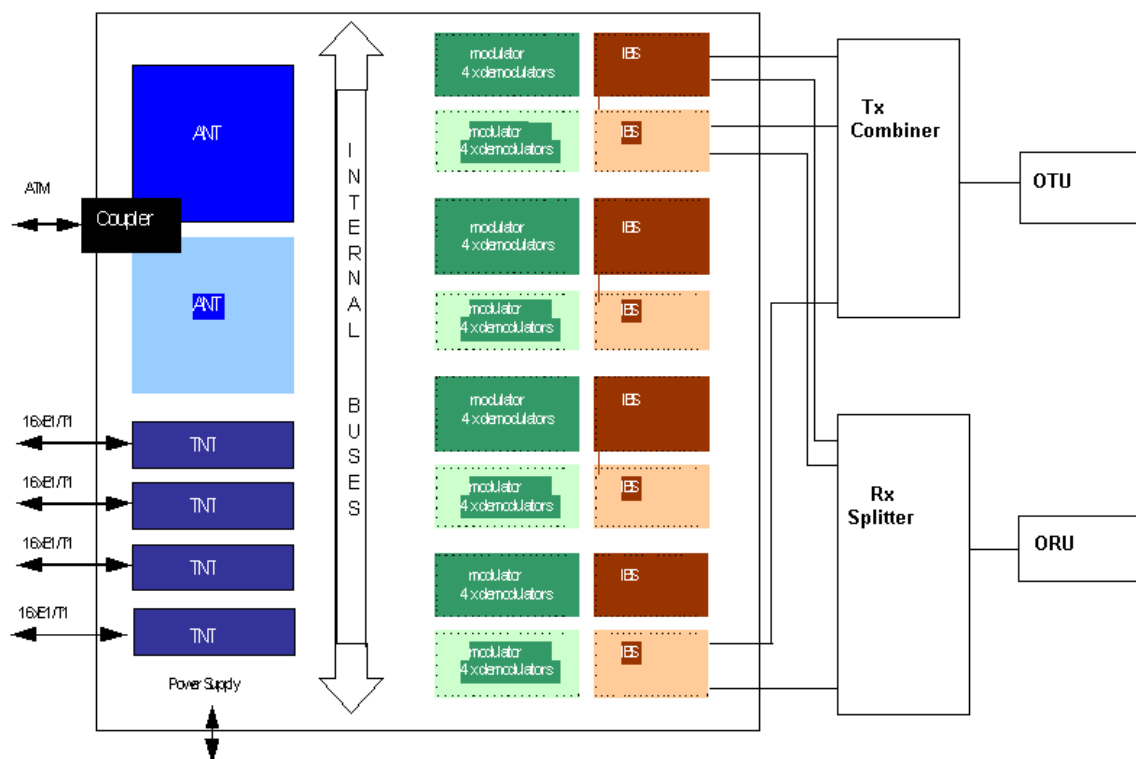 ATM
Coupler
ANT
ANT
16xE1/T1
TNT
16xE1/T1
TNT
16xE1/T1
TNT
16xE1/T1
TNT
Power Supply
INTERNAL
BUSES
modulator
4 x demodulators
IBS
modulator
4 x demodulators
IBS
modulator
4 x demodulators
IBS
modulator
4 x demodulators
IBS
modulator
4 x demodulators
IBS
modulator
4 x demodulators
IBS
modulator
4 x demodulators
IBS
modulator
4 x demodulators
IBS
Tx
Combiner
OTU
Rx
Splitter
ORU